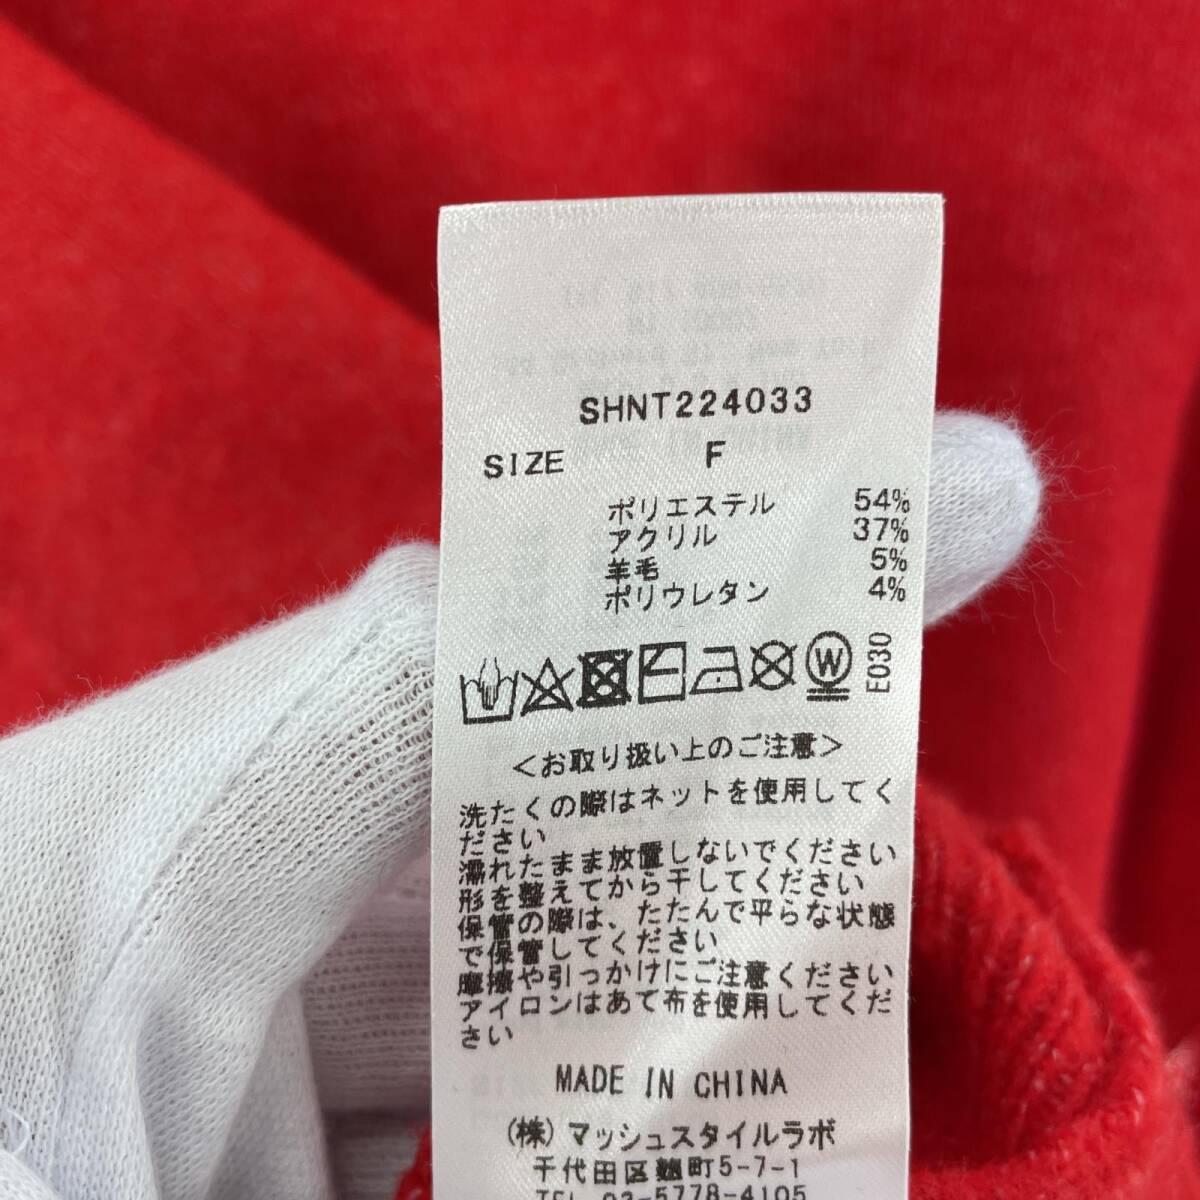 SHNT224033
SIZE F
ポリエステル 54%
アクリル 37%
羊毛 5%
ポリウレタン 4%
W E030
<お取り扱い上のご注意>
洗たくの際はネットを使用してく
ださい
濡れたまま放置しないでください
形を整えてから干してください
保管の際は、たたんで平らな状態
で保管してください
摩擦や引っかけにご注意ください
アイロンはあて布を使用してくだ
さい
MADE IN CHINA
(株)マッシュスタイルラボ
千代田区麹町5-7-1
TEL 03-5778-4105